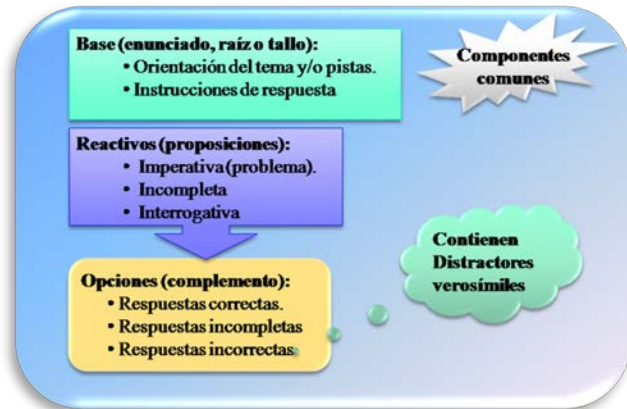 Base (enunciado, raíz o tallo):
• Orientación del tema y/o pistas.
• Instrucciones de respuesta
Componentes
comunes
Reactivos (proposiciones):
• Imperativa (problema).
• Incompleta
• Interrogativa
Contienen
Distractores
verosímiles
Opciones (complemento):
• Respuestas correctas.
• Respuestas incompletas
• Respuestas incorrectas